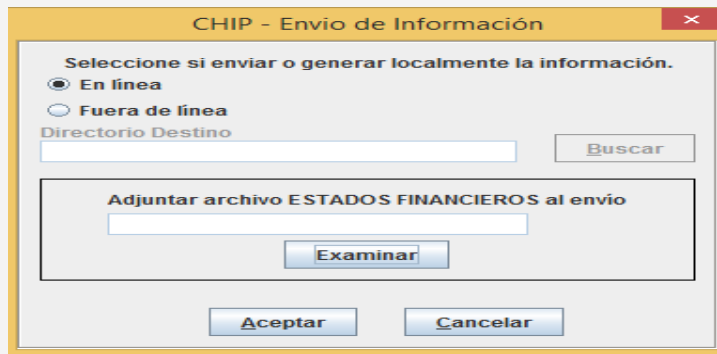 CHIP - Envio de Información
Seleccione si enviar o generar localmente la información.
En línea
Fuera de línea
Directorio Destino
Buscar
Adjuntar archivo ESTADOS FINANCIEROS al envío
Examinar
Aceptar Cancelar